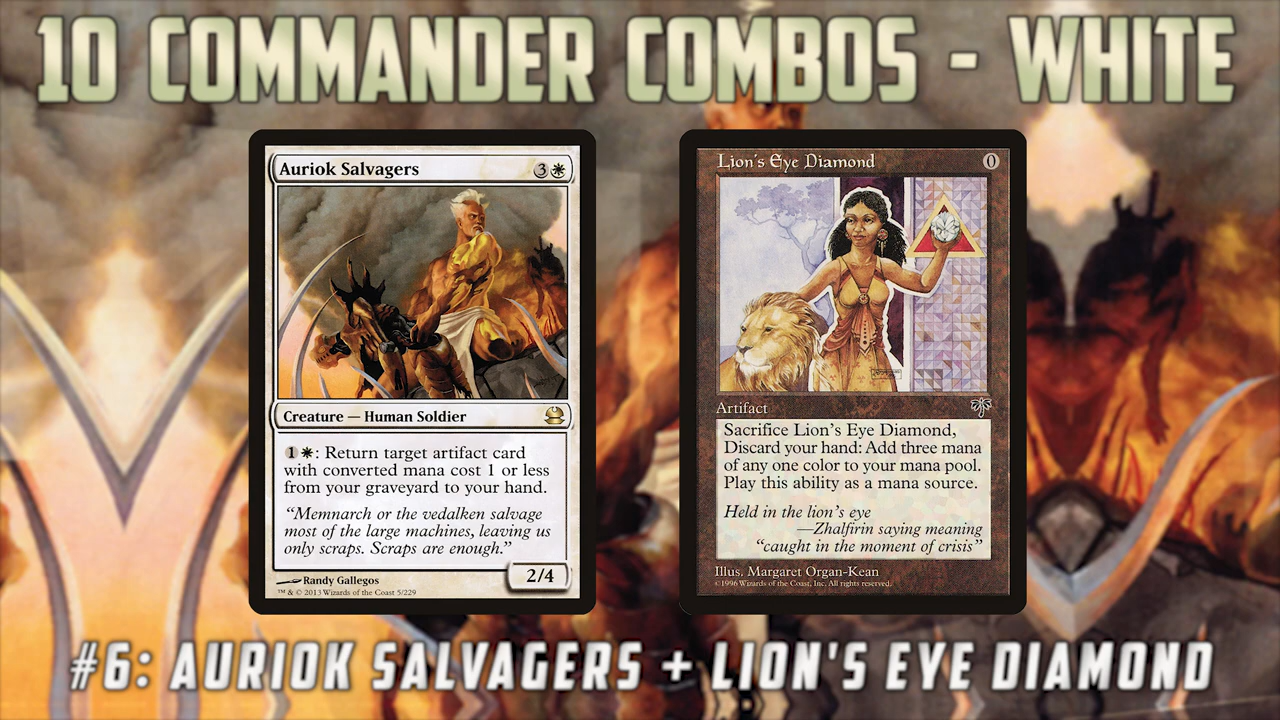 10 COMMANDER COMBOS - WHITE
Auriok Salvagers 3
Creature — Human Soldier
1 : Return target artifact card
with converted mana cost 1 or less
from your graveyard to your hand.
“Memnarch or the vedalken salvage
most of the large machines, leaving us
only scraps. Scraps are enough.”
Randy Gallegos
™ & © 2013 Wizards of the Coast 5/229
2/4
Lion's Eye Diamond 0
Artifact
Sacrifice Lion's Eye Diamond,
Discard your hand: Add three mana
of any one color to your mana pool.
Play this ability as a mana source.
Held in the lion's eye
—Zhalfirin saying meaning
“caught in the moment of crisis”
Illus. Margaret Organ-Kean
©1996 Wizards of the Coast, Inc. All rights reserved.
#6: AURIOK SALVAGERS + LION'S EYE DIAMOND